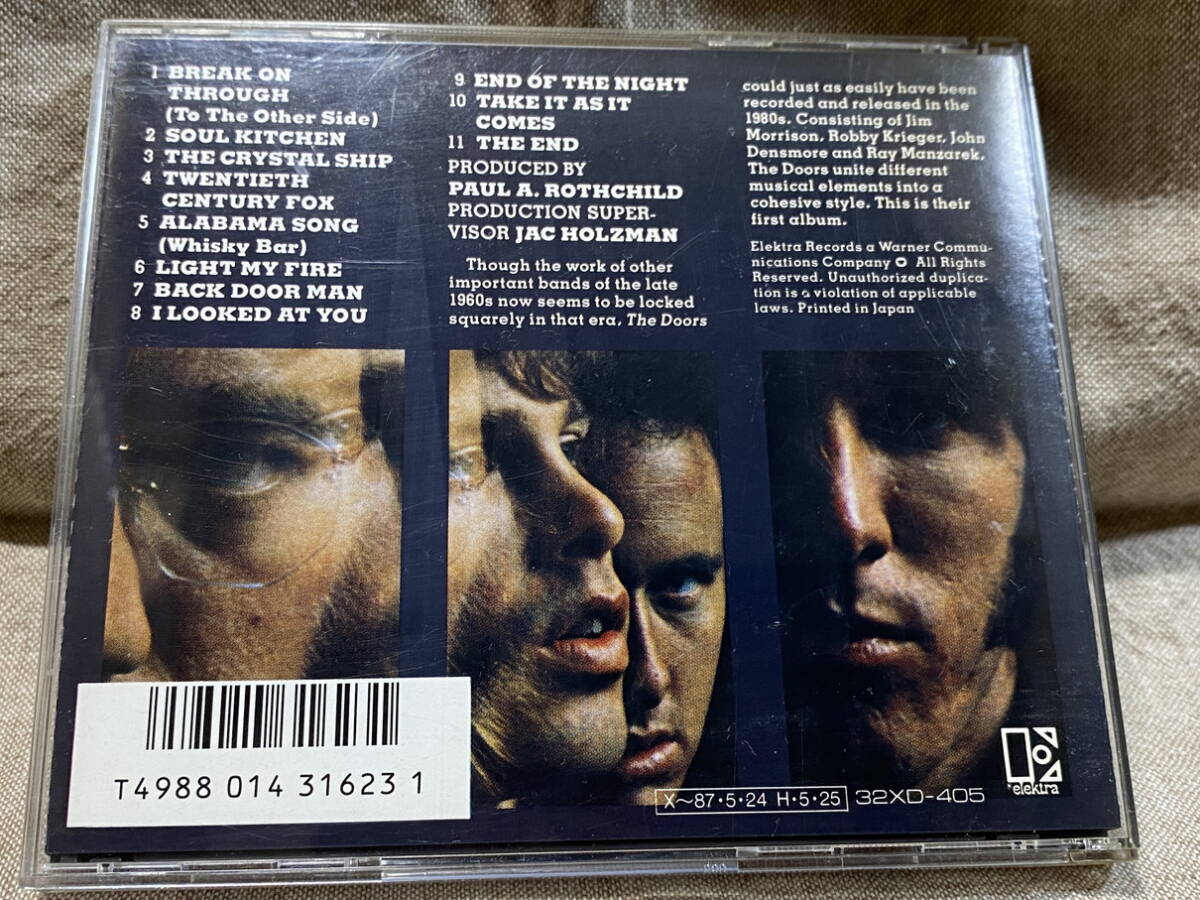 1 BREAK ON
THROUGH
(To The Other Side)
2 SOUL KITCHEN
3 THE CRYSTAL SHIP
4 TWENTIETH
CENTURY FOX
5 ALABAMA SONG
(Whisky Bar)
6 LIGHT MY FIRE
7 BACK DOOR MAN
8 I LOOKED AT YOU
9 END OF THE NIGHT
10 TAKE IT AS IT
COMES
11 THE END
PRODUCED BY
PAUL A. ROTHCHILD
PRODUCTION SUPER-
VISOR JAC HOLZMAN
Though the work of other
important bands of the late
1960s now seems to be locked
squarely in that era, The Doors
could just as easily have been
recorded and released in the
1980s. Consisting of Jim
Morrison, Robby Krieger, John
Densmore and Ray Manzarek,
The Doors unite different
musical elements into a
cohesive style. This is their
first album.
Elektra Records a Warner Commu-
nications Company All Rights
Reserved. Unauthorized duplica-
tion is a violation of applicable
laws. Printed in Japan
T4988 014 31623 1
X～87・5・24 H・5・25 32XD-405
elektra